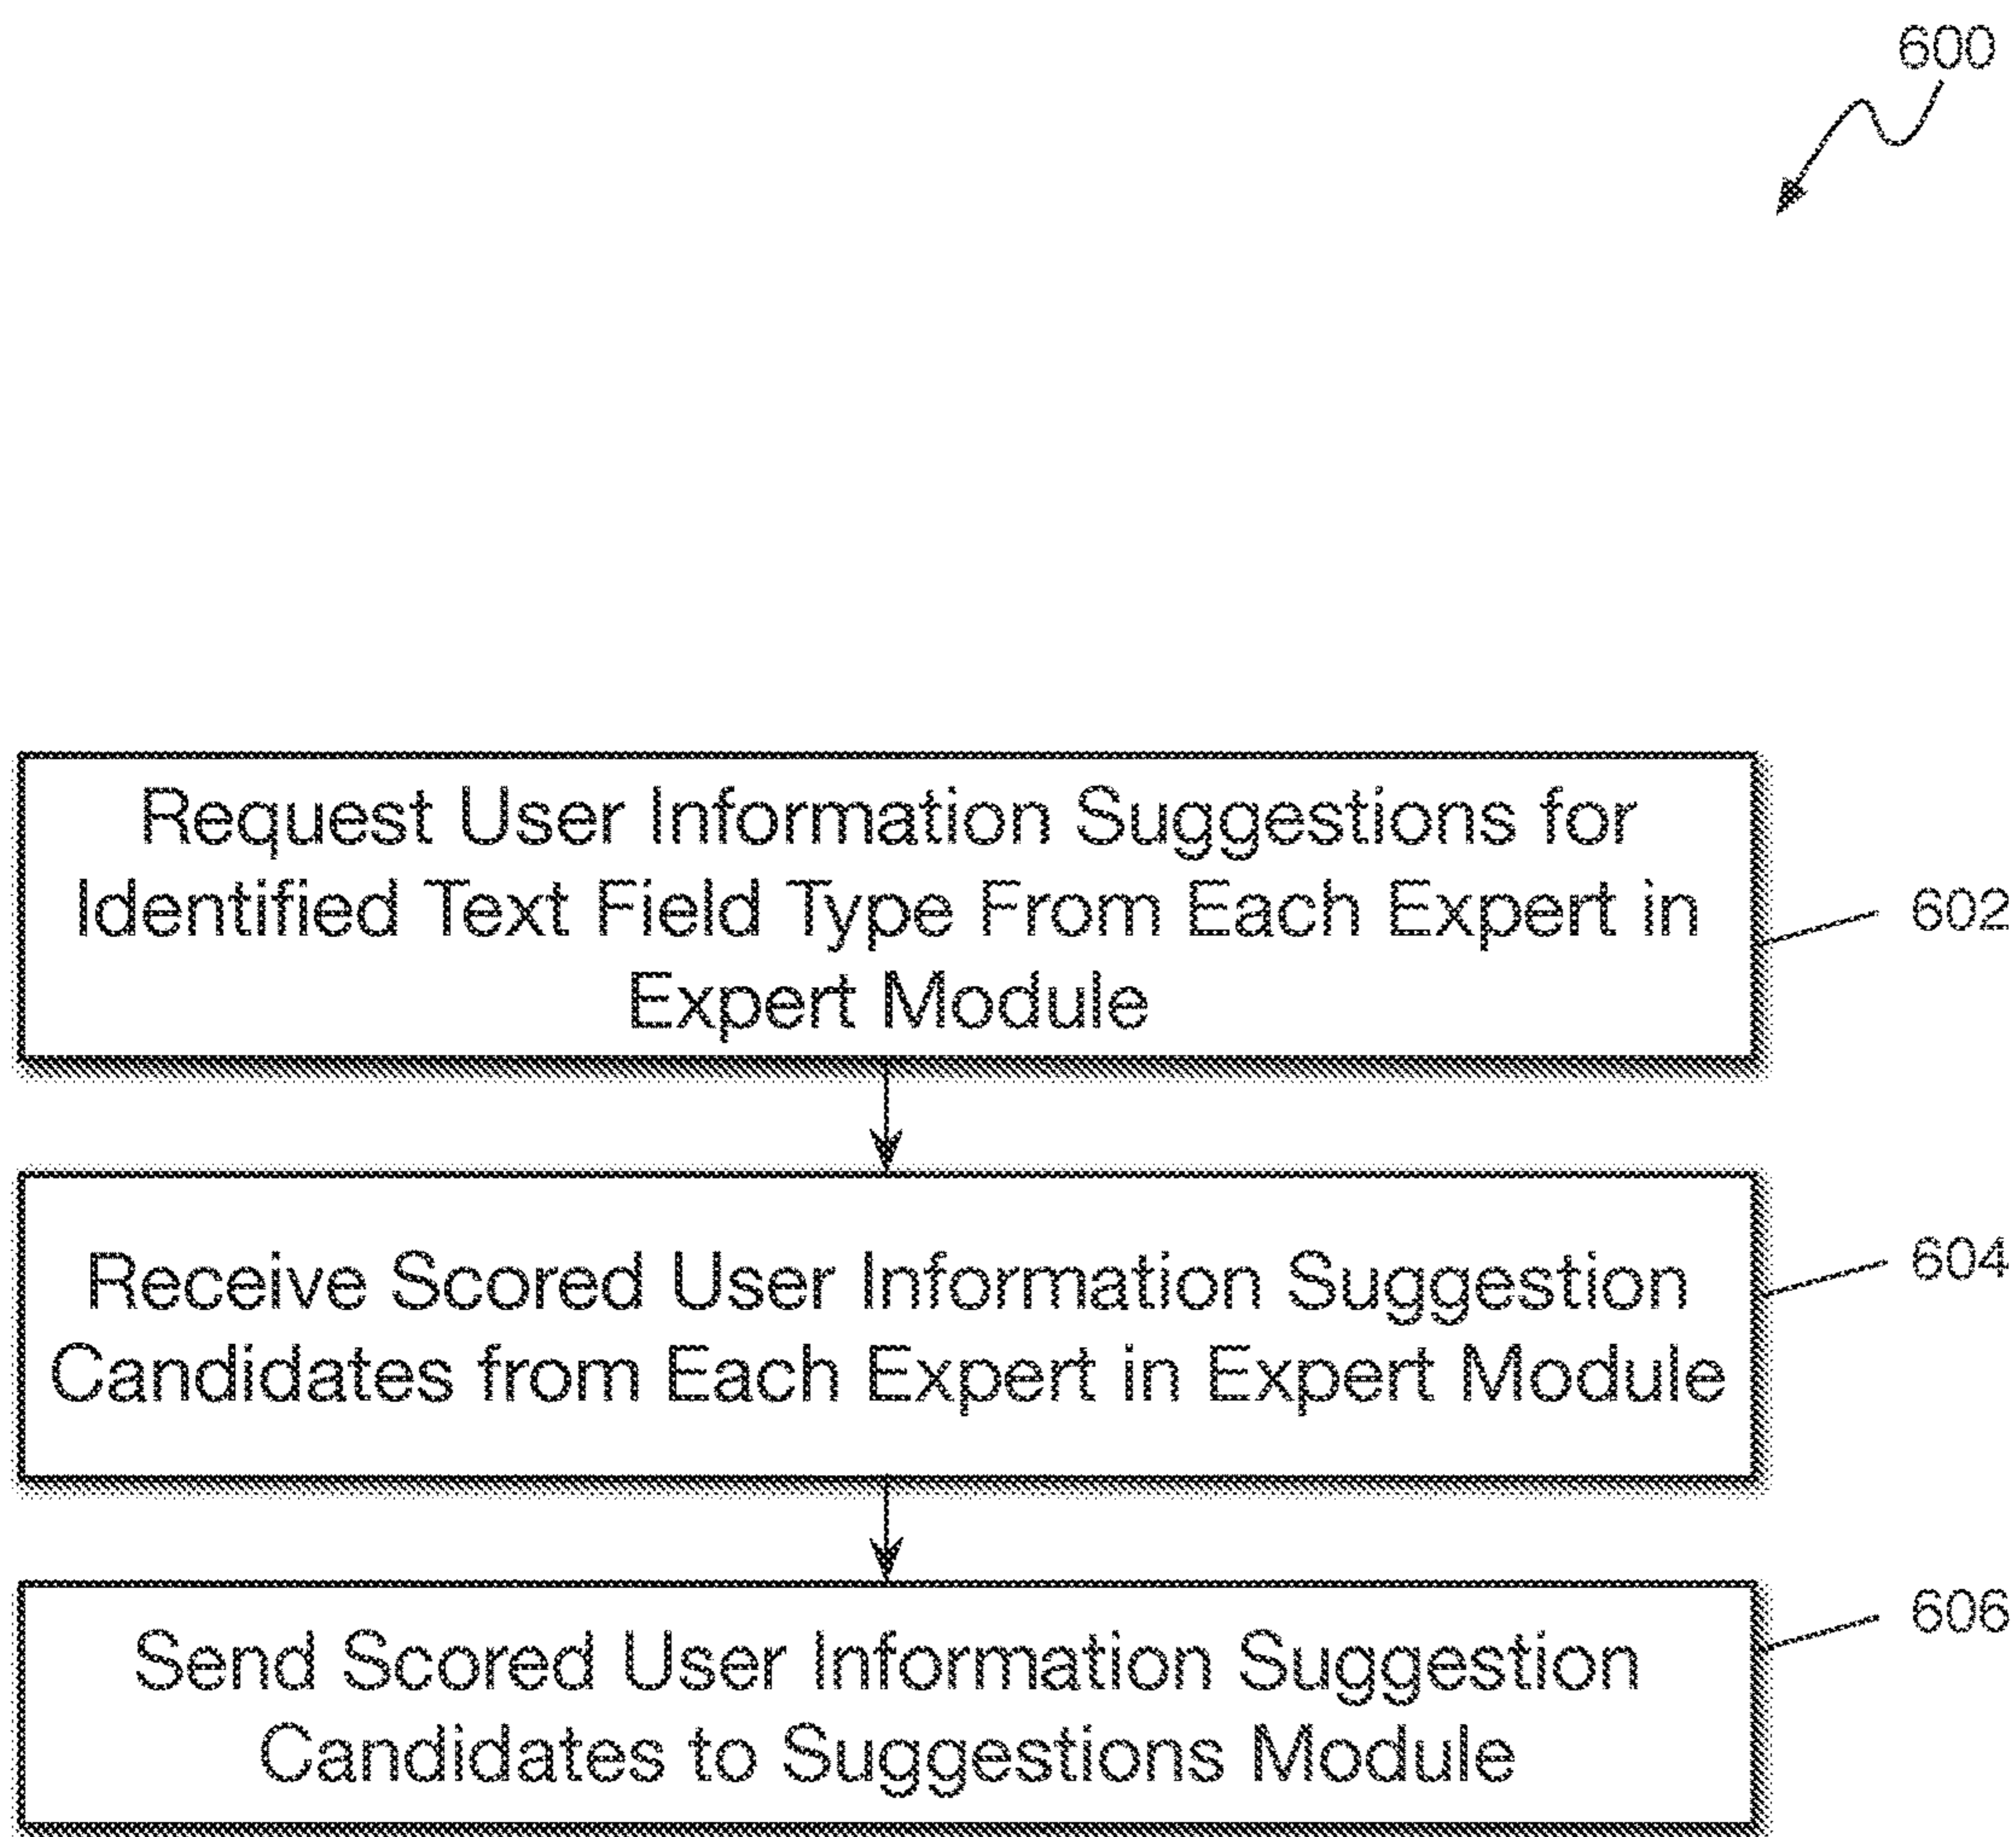 600
Request User Information Suggestions for
Identified Text Field Type From Each Expert in
Expert Module
602
Receive Scored User Information Suggestion
Candidates from Each Expert in Expert Module
604
Send Scored User Information Suggestion
Candidates to Suggestions Module
606